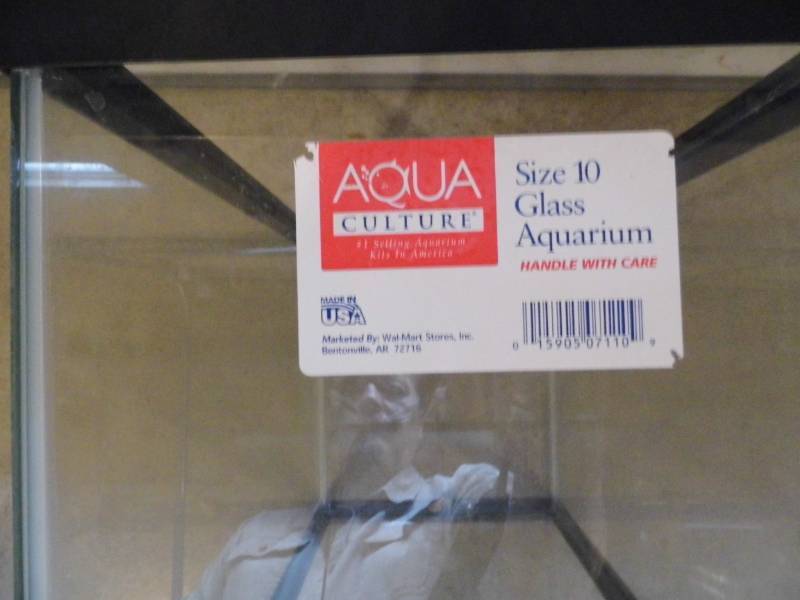 AQUA
CULTURE®
#1 Selling Aquarium
Kits In America
Size 10
Glass
Aquarium
HANDLE WITH CARE
MADE IN
USA
Marketed By: Wal-Mart Stores, Inc.
Bentonville, AR 72716
0 15905 07110 9